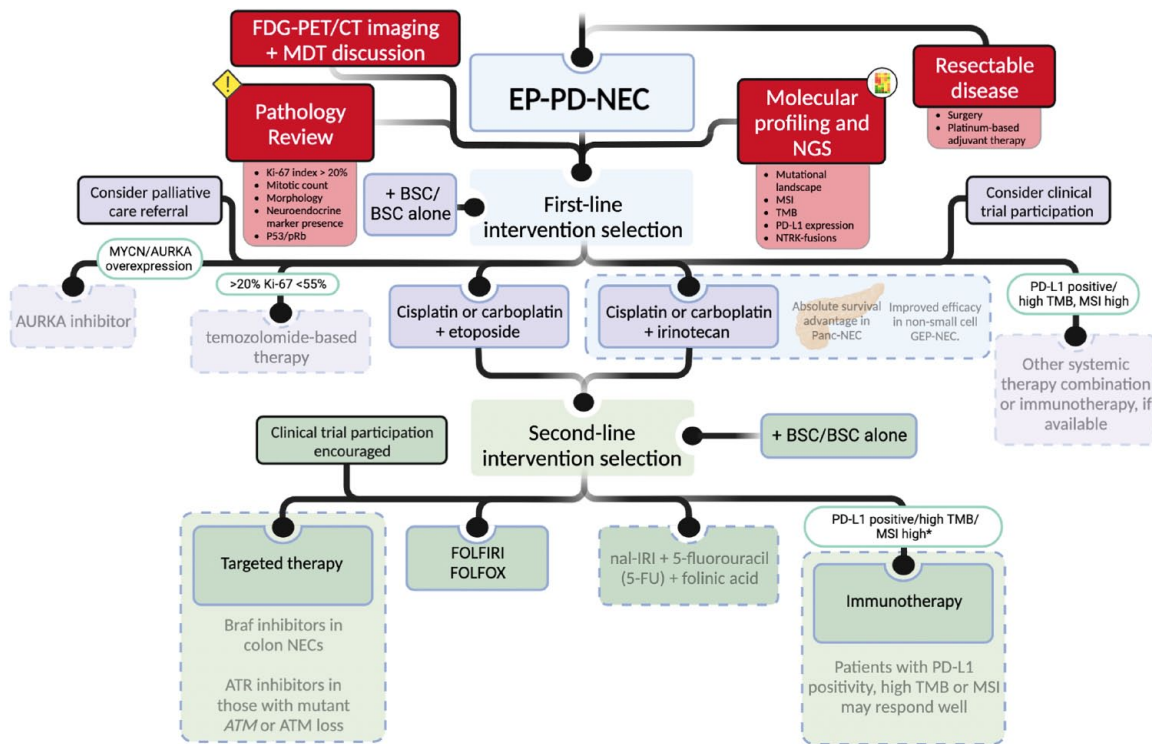 FDG-PET/CT imaging
+ MDT discussion
EP-PD-NEC
Resectable
disease
• Surgery
• Platinum-based
adjuvant therapy
!
Pathology
Review
• Ki-67 index > 20%
• Mitotic count
• Morphology
• Neuroendocrine
marker presence
• P53/pRb
Molecular
profiling and
NGS
• Mutational
landscape
• MSI
• TMB
• PD-L1 expression
• NTRK-fusions
Consider palliative
care referral
+ BSC/
BSC alone
First-line
intervention selection
Consider clinical
trial participation
MYCN/AURKA
overexpression
AURKA inhibitor
>20% Ki-67 <55%
temozolomide-based
therapy
Cisplatin or carboplatin
+ etoposide
Cisplatin or carboplatin
+ irinotecan
Absolute survival
advantage in
Panc-NEC
Improved efficacy
in non-small cell
GEP-NEC.
PD-L1 positive/
high TMB, MSI high
Other systemic
therapy combination
or immunotherapy, if
available
Clinical trial participation
encouraged
Second-line
intervention selection
+ BSC/BSC alone
Targeted therapy
Braf inhibitors in
colon NECs
ATR inhibitors in
those with mutant
ATM or ATM loss
FOLFIRI
FOLFOX
nal-IRI + 5-fluorouracil
(5-FU) + folinic acid
PD-L1 positive/high TMB/
MSI high*
Immunotherapy
Patients with PD-L1
positivity, high TMB or MSI
may respond well